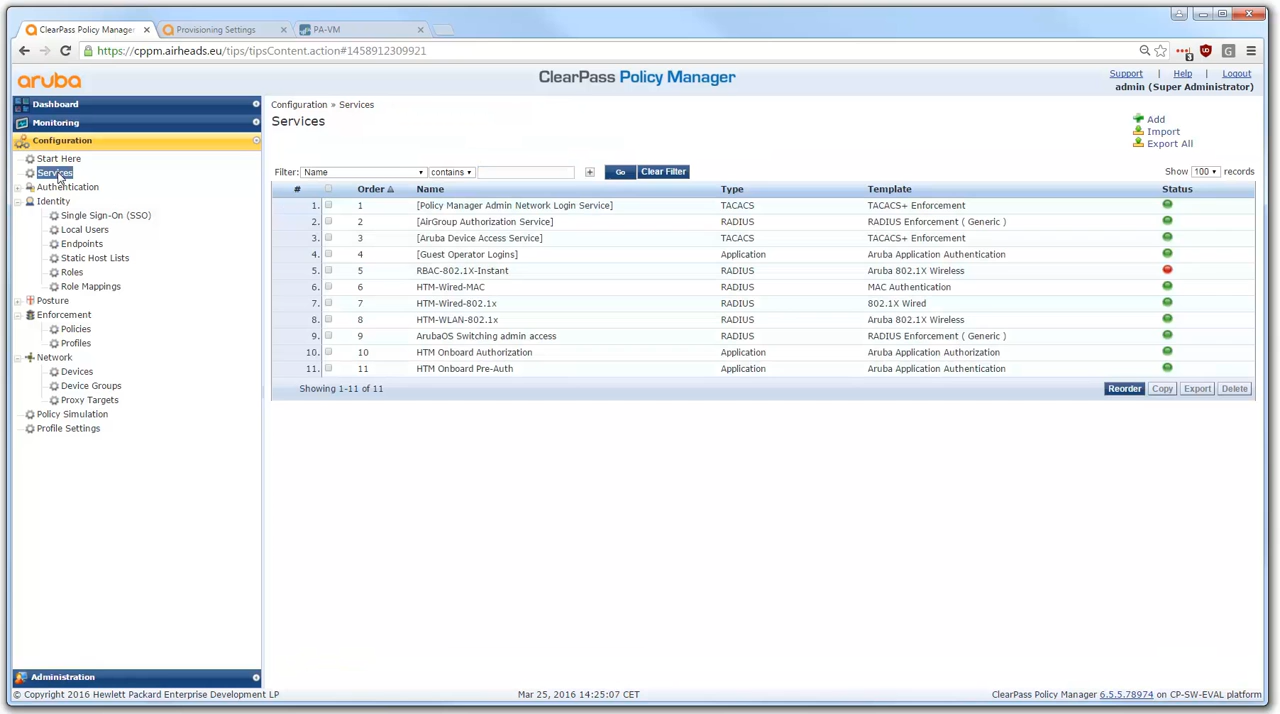 ClearPass Policy Manager
Provisioning Settings
PA-VM
https://cppm.airheads.eu/tips/tipsContent.action#1458912309921
3
aruba
ClearPass Policy Manager
Support | Help | Logout
admin (Super Administrator)
Dashboard
Monitoring
Configuration
Start Here
Services
Authentication
Identity
Single Sign-On (SSO)
Local Users
Endpoints
Static Host Lists
Roles
Role Mappings
Posture
Enforcement
Policies
Profiles
Network
Devices
Device Groups
Proxy Targets
Policy Simulation
Profile Settings
Administration
Configuration » Services
Services
Add
Import
Export All
Filter: Name contains Go Clear Filter Show 100 records
# Order Name Type Template Status
1. 1 [Policy Manager Admin Network Login Service] TACACS TACACS+ Enforcement
2. 2 [AirGroup Authorization Service] RADIUS RADIUS Enforcement ( Generic )
3. 3 [Aruba Device Access Service] TACACS TACACS+ Enforcement
4. 4 [Guest Operator Logins] Application Aruba Application Authentication
5. 5 RBAC-802.1X-Instant RADIUS Aruba 802.1X Wireless
6. 6 HTM-Wired-MAC RADIUS MAC Authentication
7. 7 HTM-Wired-802.1x RADIUS 802.1X Wired
8. 8 HTM-WLAN-802.1x RADIUS Aruba 802.1X Wireless
9. 9 ArubaOS Switching admin access RADIUS RADIUS Enforcement ( Generic )
10. 10 HTM Onboard Authorization Application Aruba Application Authorization
11. 11 HTM Onboard Pre-Auth Application Aruba Application Authentication
Showing 1-11 of 11 Reorder Copy Export Delete
© Copyright 2016 Hewlett Packard Enterprise Development LP Mar 25, 2016 14:25:07 CET ClearPass Policy Manager 6.5.5.78974 on CP-SW-EVAL platform